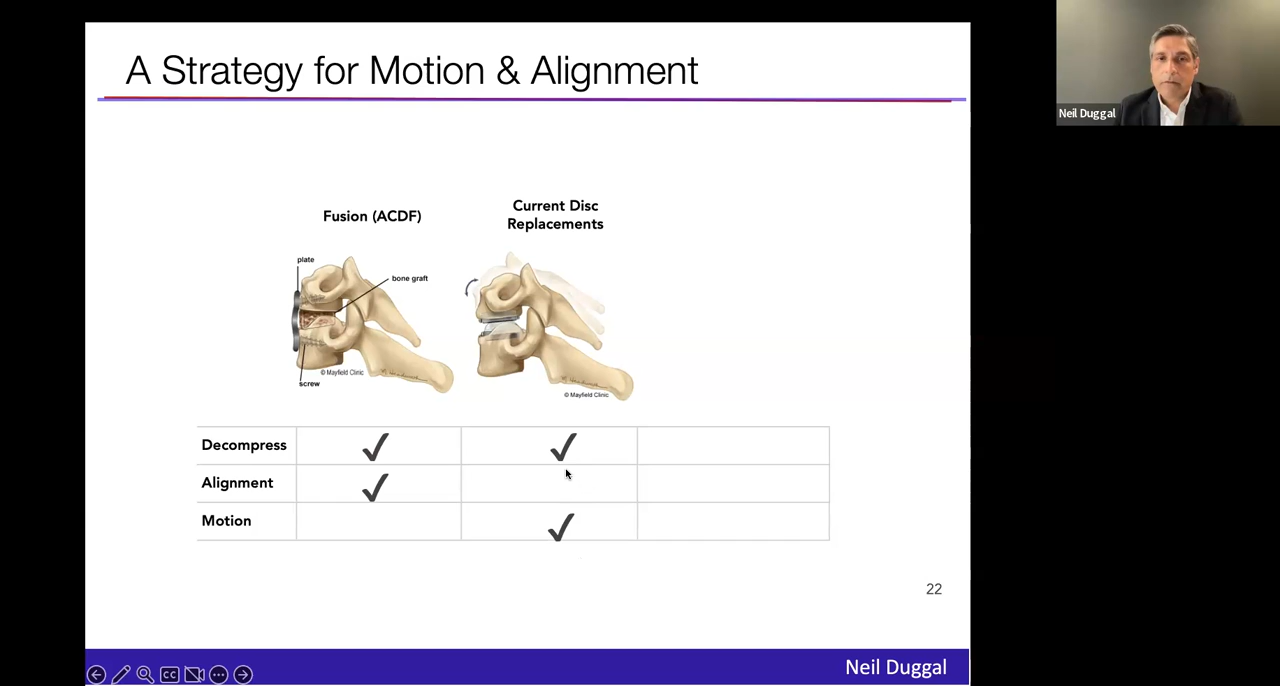 A Strategy for Motion & Alignment
Neil Duggal
Fusion (ACDF)
Current Disc
Replacements
plate
bone graft
© Mayfield Clinic
screw
© Mayfield Clinic
Decompress ✓ ✓
Alignment ✓
Motion ✓
22
CC
Neil Duggal